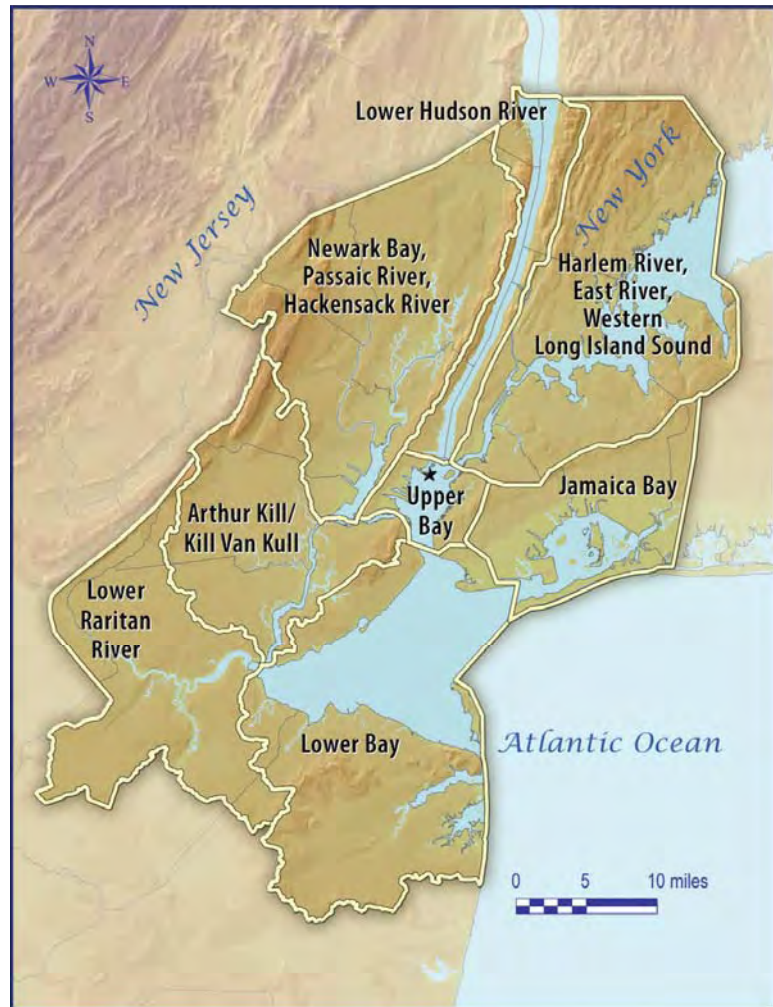 N
W E
S
Lower Hudson River
New Jersey
New York
Newark Bay,
Passaic River,
Hackensack River
Harlem River,
East River,
Western
Long Island Sound
Upper
Bay
Jamaica Bay
Arthur Kill/
Kill Van Kull
Lower
Raritan
River
Lower Bay
Atlantic Ocean
0 5 10 miles